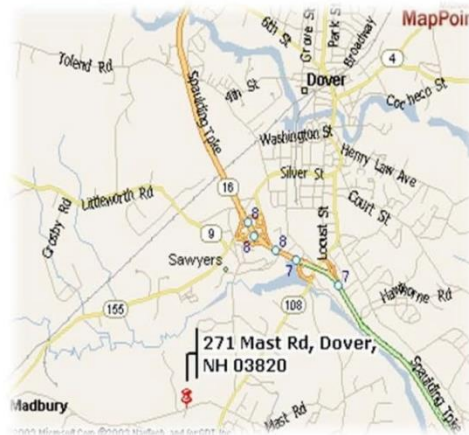 MapPoi
6th St
Grove St
Park St
Broadway
Tolend Rd
4
4th St
Dover
Cocheco St
Spaulding Tpke
Washington St
Henry Law Ave
Silver St
16
Littleworth Rd
Court St
Locust St
Crosby Rd
8
9
8
8
Sawyers
7
7
Hawthorne Rd
155
108
271 Mast Rd, Dover,
NH 03820
Spaulding Tpke
Madbury
Mast Rd